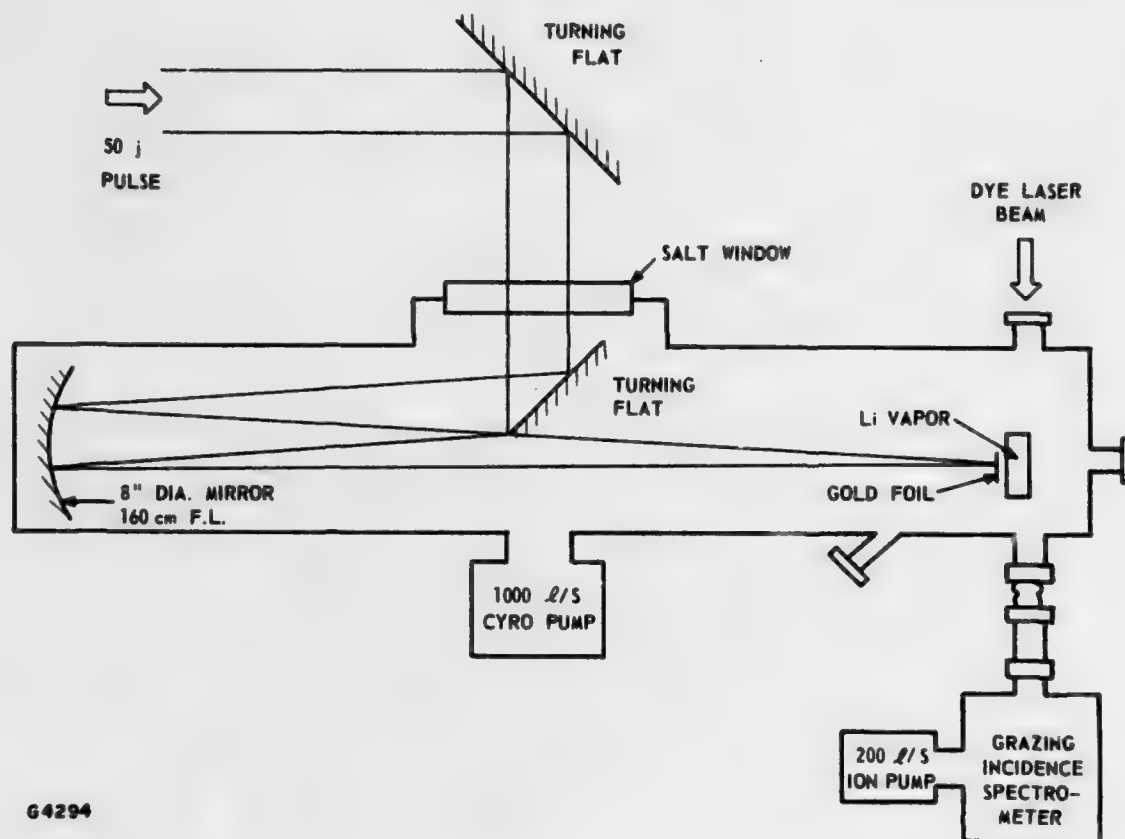 TURNING
FLAT
50 j
PULSE
DYE LASER
BEAM
SALT WINDOW
TURNING
FLAT
Li VAPOR
GOLD FOIL
8" DIA. MIRROR
160 cm F.L.
1000 ℓ/S
CYRO PUMP
200 ℓ/S
ION PUMP
GRAZING
INCIDENCE
SPECTRO-
METER
G4294